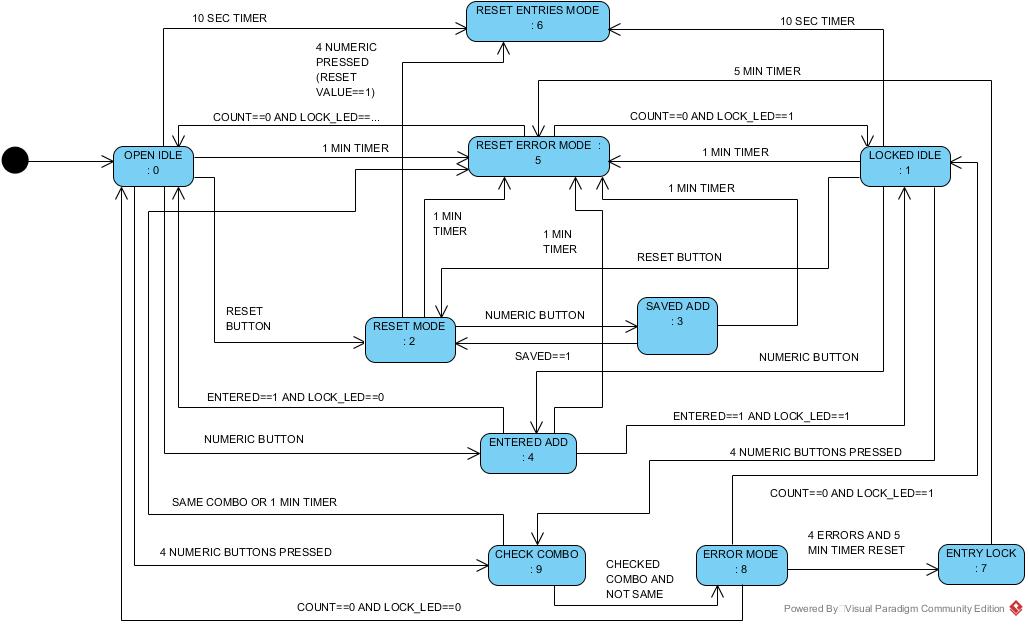 RESET ENTRIES MODE
: 6
10 SEC TIMER
10 SEC TIMER
4 NUMERIC
PRESSED
(RESET
VALUE==1)
5 MIN TIMER
COUNT==0 AND LOCK_LED==...
COUNT==0 AND LOCK_LED==1
OPEN IDLE
: 0
1 MIN TIMER
RESET ERROR MODE :
5
1 MIN TIMER
LOCKED IDLE
: 1
1 MIN TIMER
1 MIN
TIMER
1 MIN
TIMER
RESET BUTTON
RESET
BUTTON
RESET MODE
: 2
NUMERIC BUTTON
SAVED ADD
: 3
SAVED==1
NUMERIC BUTTON
ENTERED==1 AND LOCK_LED==0
ENTERED==1 AND LOCK_LED==1
NUMERIC BUTTON
ENTERED ADD
: 4
4 NUMERIC BUTTONS PRESSED
COUNT==0 AND LOCK_LED==1
SAME COMBO OR 1 MIN TIMER
4 NUMERIC BUTTONS PRESSED
CHECK COMBO
: 9
CHECKED
COMBO AND
NOT SAME
ERROR MODE
: 8
4 ERRORS AND 5
MIN TIMER RESET
ENTRY LOCK
: 7
COUNT==0 AND LOCK_LED==0
Powered By Visual Paradigm Community Edition